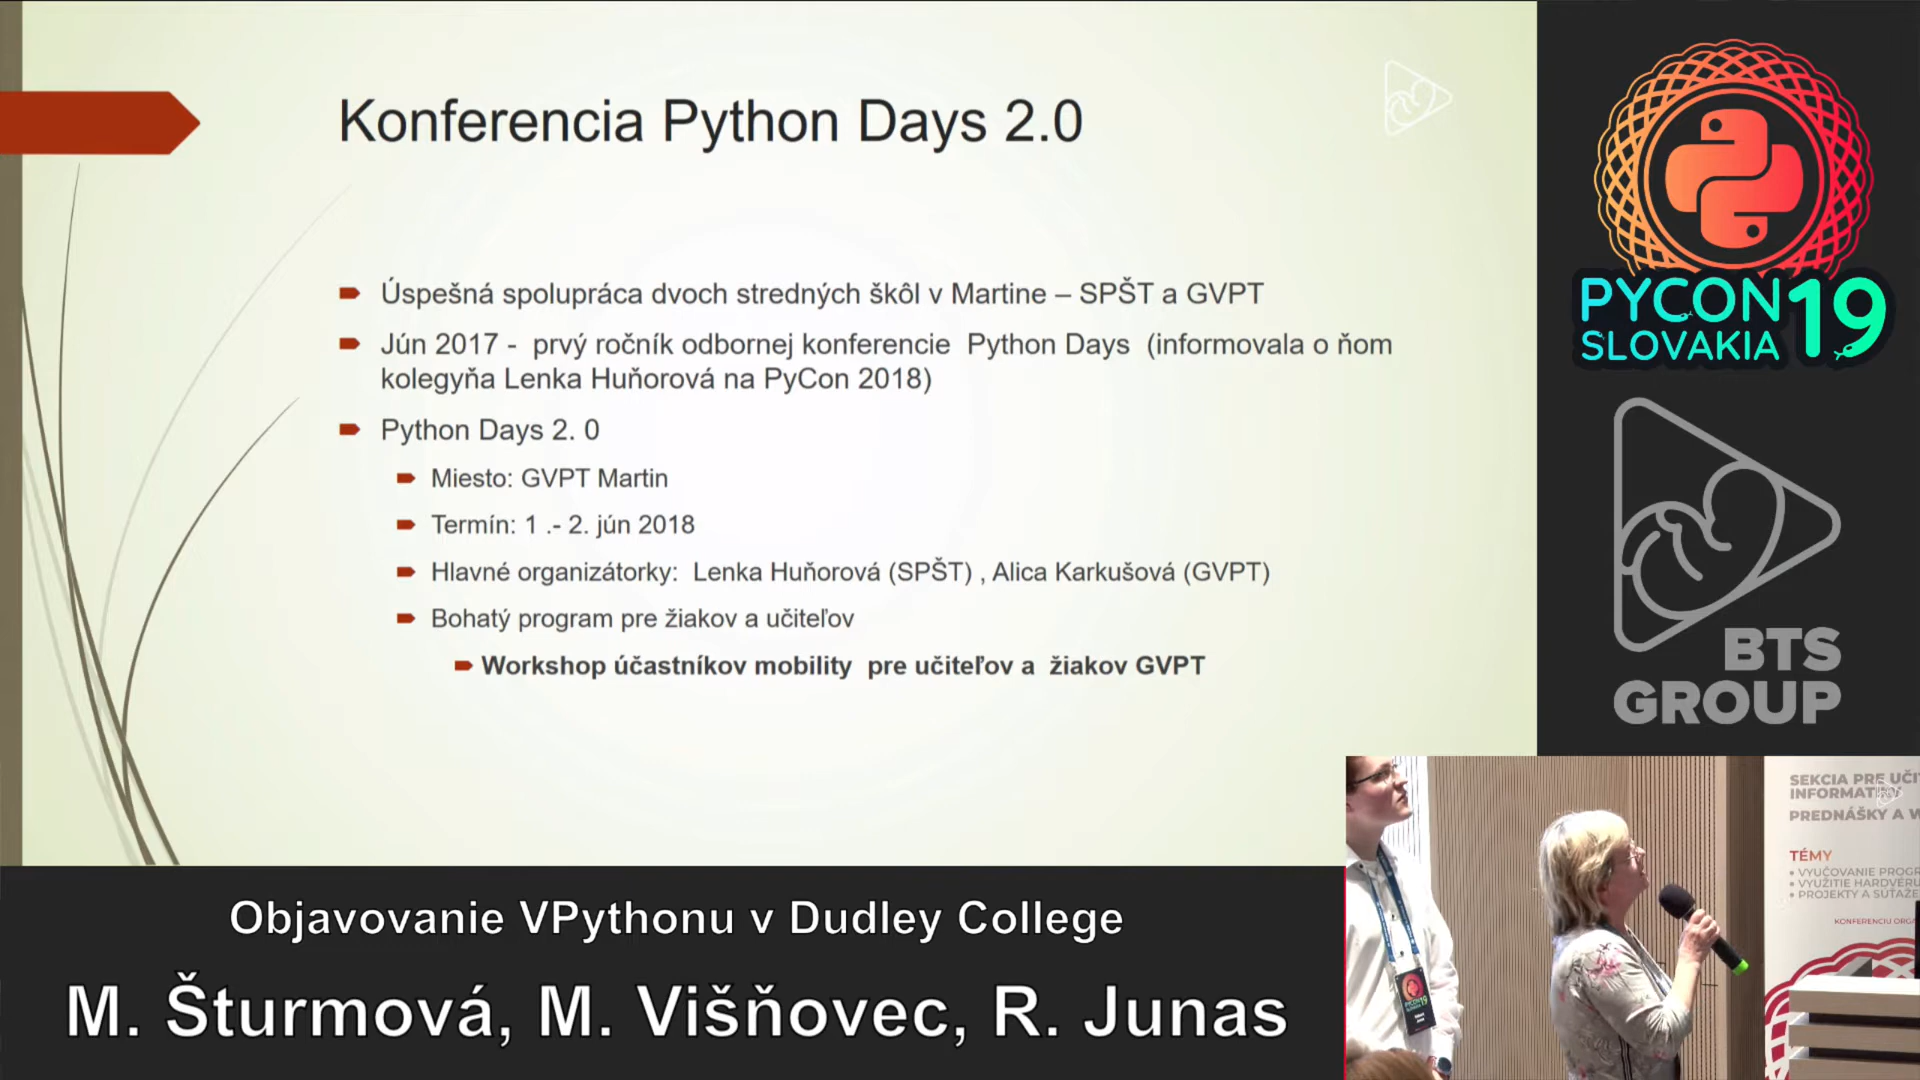 Konferencia Python Days 2.0
Úspešná spolupráca dvoch stredných škôl v Martine – SPŠT a GVPT
Jún 2017 - prvý ročník odbornej konferencie Python Days (informovala o ňom
kolegyňa Lenka Huňorová na PyCon 2018)
Python Days 2. 0
Miesto: GVPT Martin
Termín: 1 .- 2. jún 2018
Hlavné organizátorky: Lenka Huňorová (SPŠT) , Alica Karkušová (GVPT)
Bohatý program pre žiakov a učiteľov
Workshop účastníkov mobility pre učiteľov a žiakov GVPT
PYCON 19
SLOVAKIA
BTS
GROUP
SEKCIA PRE
PREDNÁŠKY A
TÉMY
• VYUČOVANIE
• VYUŽITIE
• PROJEKTY A
Objavovanie VPythonu v Dudley College
M. Šturmová, M. Višňovec, R. Junas